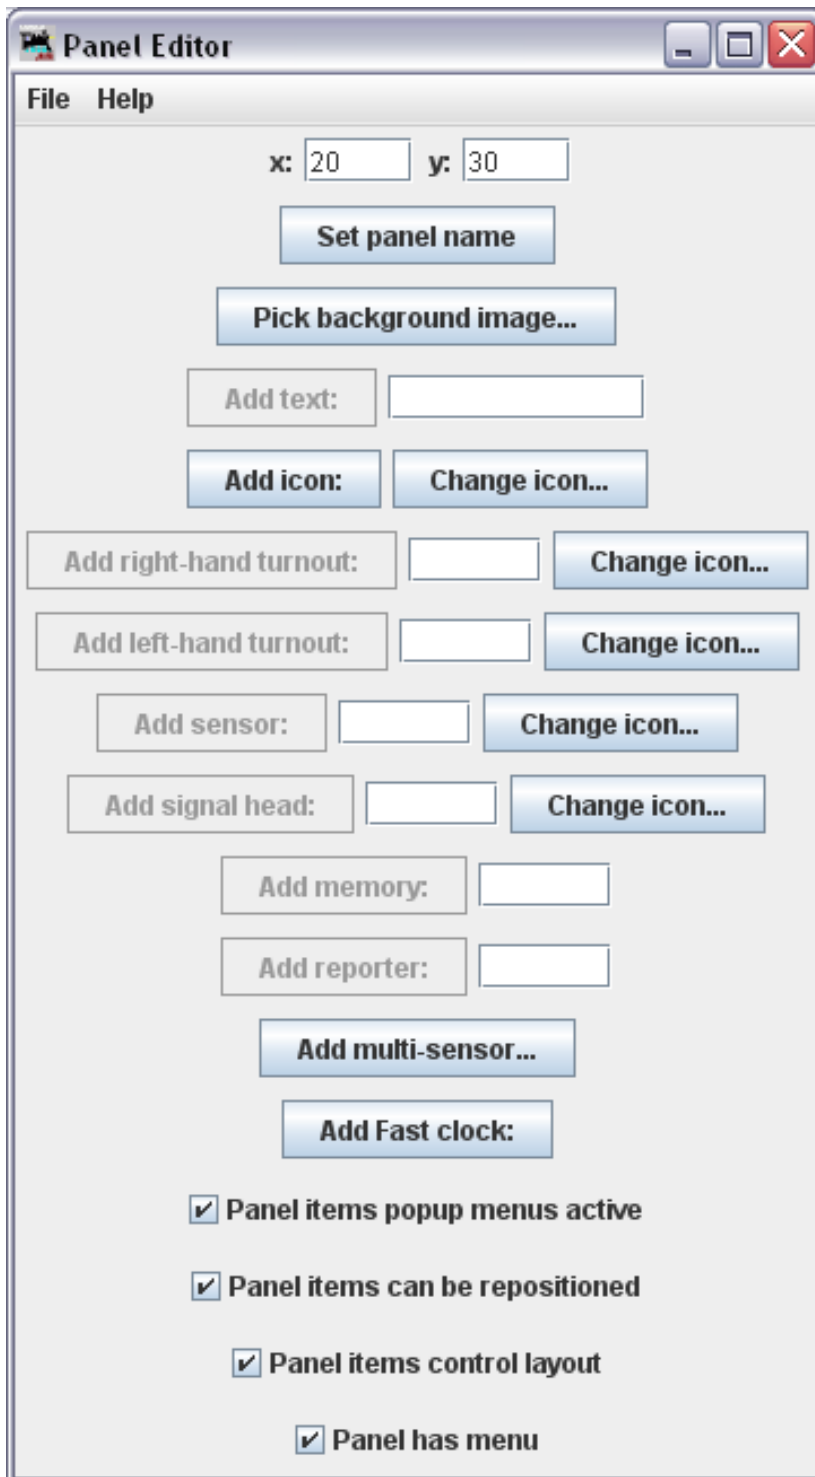 Panel Editor
File Help
x: 20 y: 30
Set panel name
Pick background image...
Add text:
Add icon: Change icon...
Add right-hand turnout: Change icon...
Add left-hand turnout: Change icon...
Add sensor: Change icon...
Add signal head: Change icon...
Add memory:
Add reporter:
Add multi-sensor...
Add Fast clock:
Panel items popup menus active
Panel items can be repositioned
Panel items control layout
Panel has menu